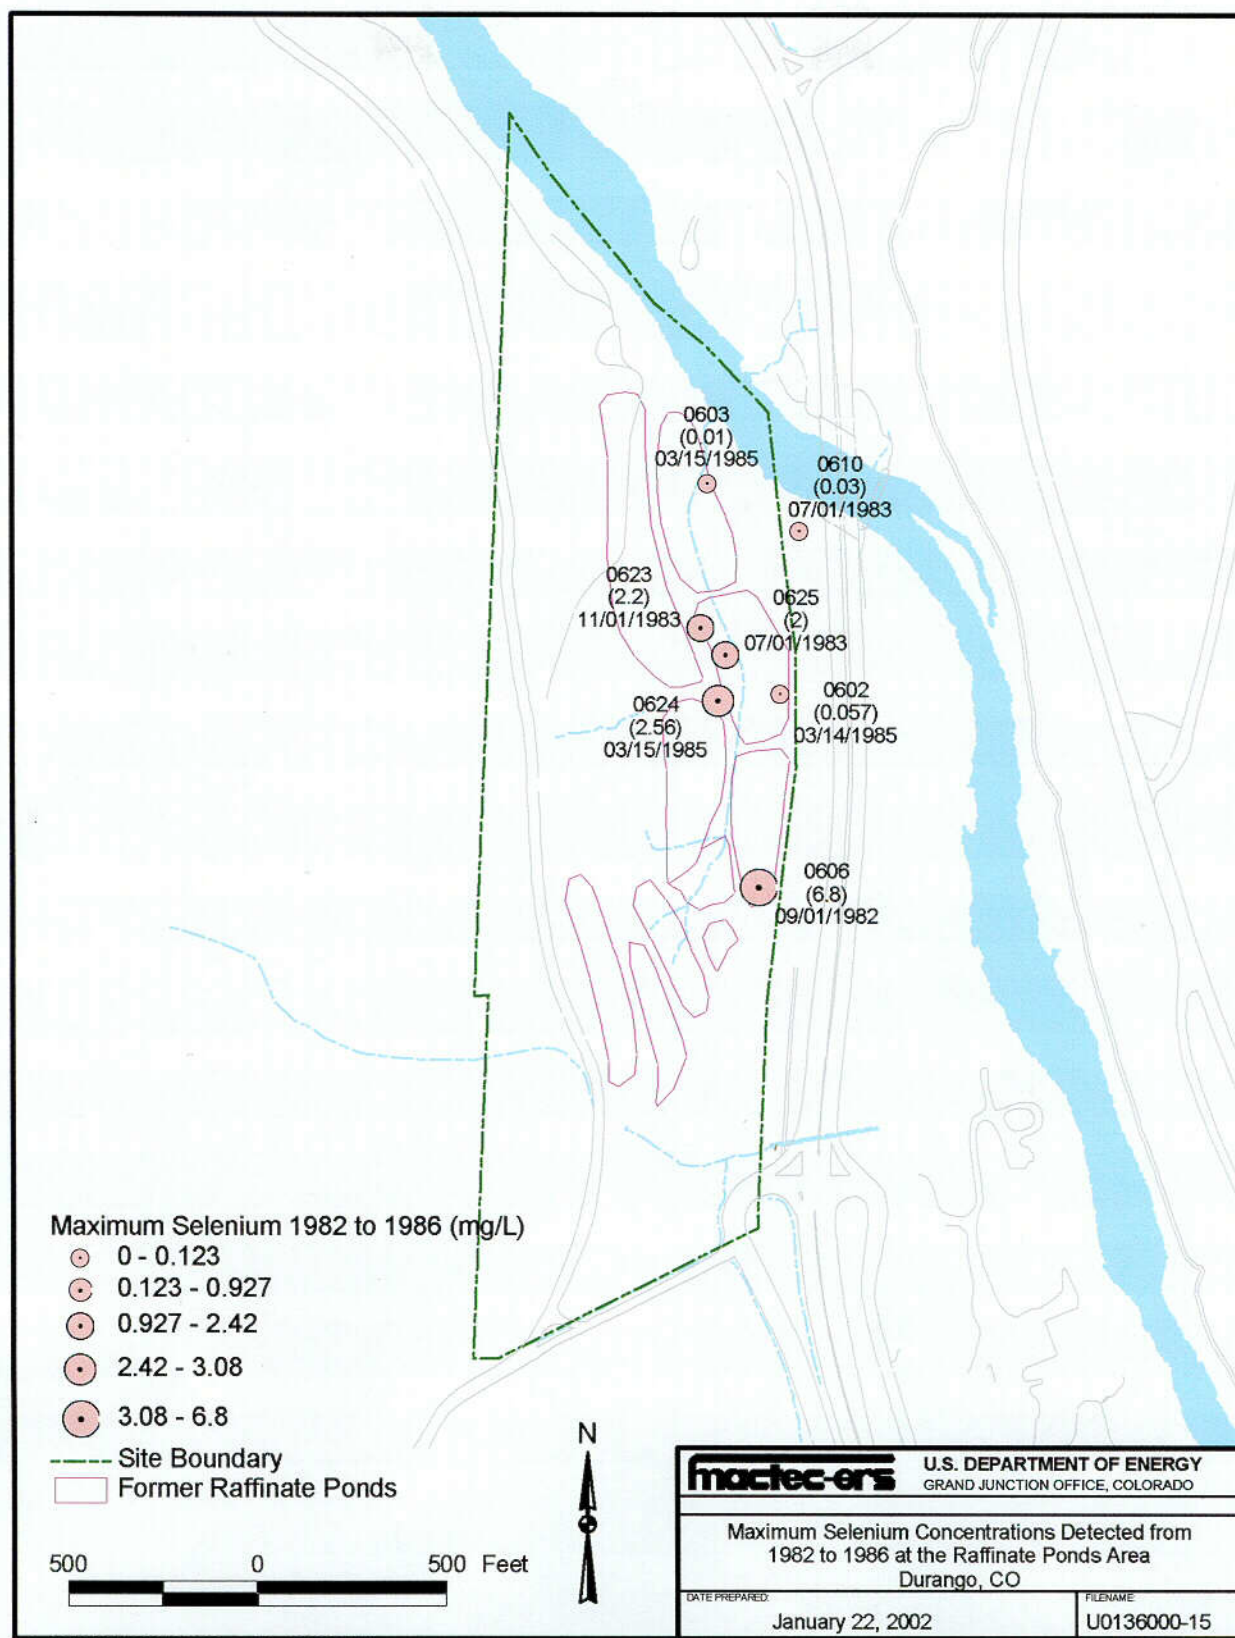 0603
(0.01)
03/15/1985
0610
(0.03)
07/01/1983
0623
(2.2)
11/01/1983
0625
(2)
07/01/1983
0624
(2.56)
03/15/1985
0602
(0.057)
03/14/1985
0606
(6.8)
09/01/1982
Maximum Selenium 1982 to 1986 (mg/L)
0 - 0.123
0.123 - 0.927
0.927 - 2.42
2.42 - 3.08
3.08 - 6.8
Site Boundary
Former Raffinate Ponds
500 0 500 Feet
N
mactec-ers
U.S. DEPARTMENT OF ENERGY
GRAND JUNCTION OFFICE, COLORADO
Maximum Selenium Concentrations Detected from
1982 to 1986 at the Raffinate Ponds Area
Durango, CO
DATE PREPARED:
January 22, 2002
FILENAME:
U0136000-15